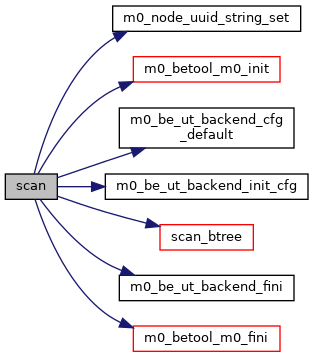 m0_node_uuid_string_set
m0_betool_m0_init
m0_be_ut_backend_cfg
_default
scan
m0_be_ut_backend_init_cfg
scan_btree
m0_be_ut_backend_fini
m0_betool_m0_fini